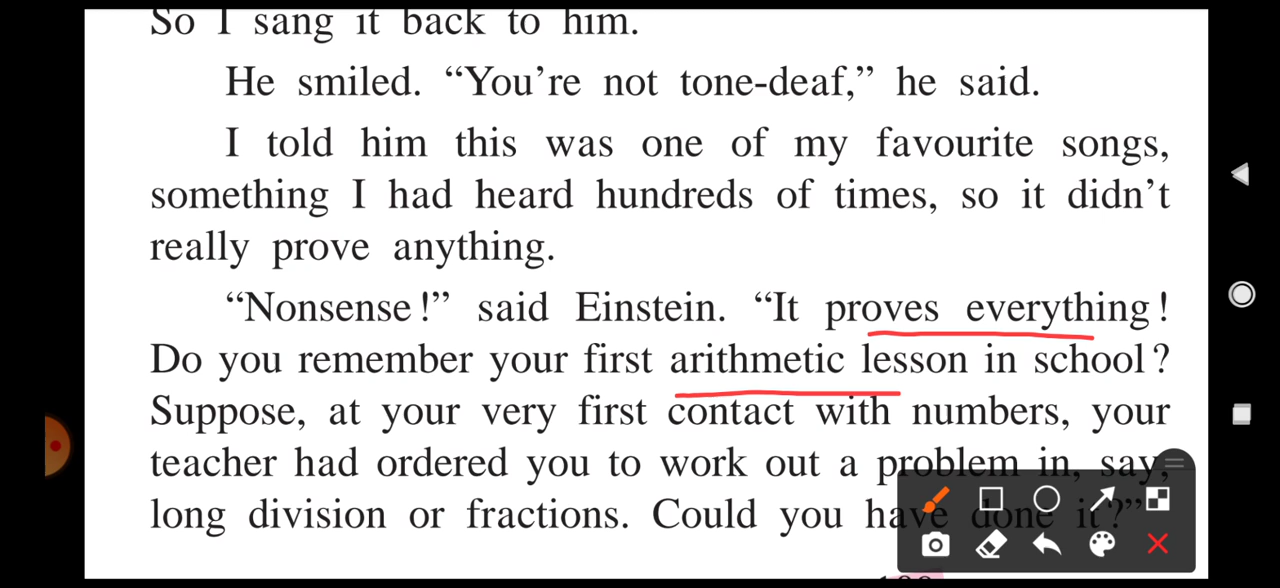 So I sang it back to him.
He smiled. “You’re not tone-deaf,” he said.
I told him this was one of my favourite songs,
something I had heard hundreds of times, so it didn’t
really prove anything.
“Nonsense!” said Einstein. “It proves everything!
Do you remember your first arithmetic lesson in school?
Suppose, at your very first contact with numbers, your
teacher had ordered you to work out a problem in, say,
long division or fractions. Could you have done it?”